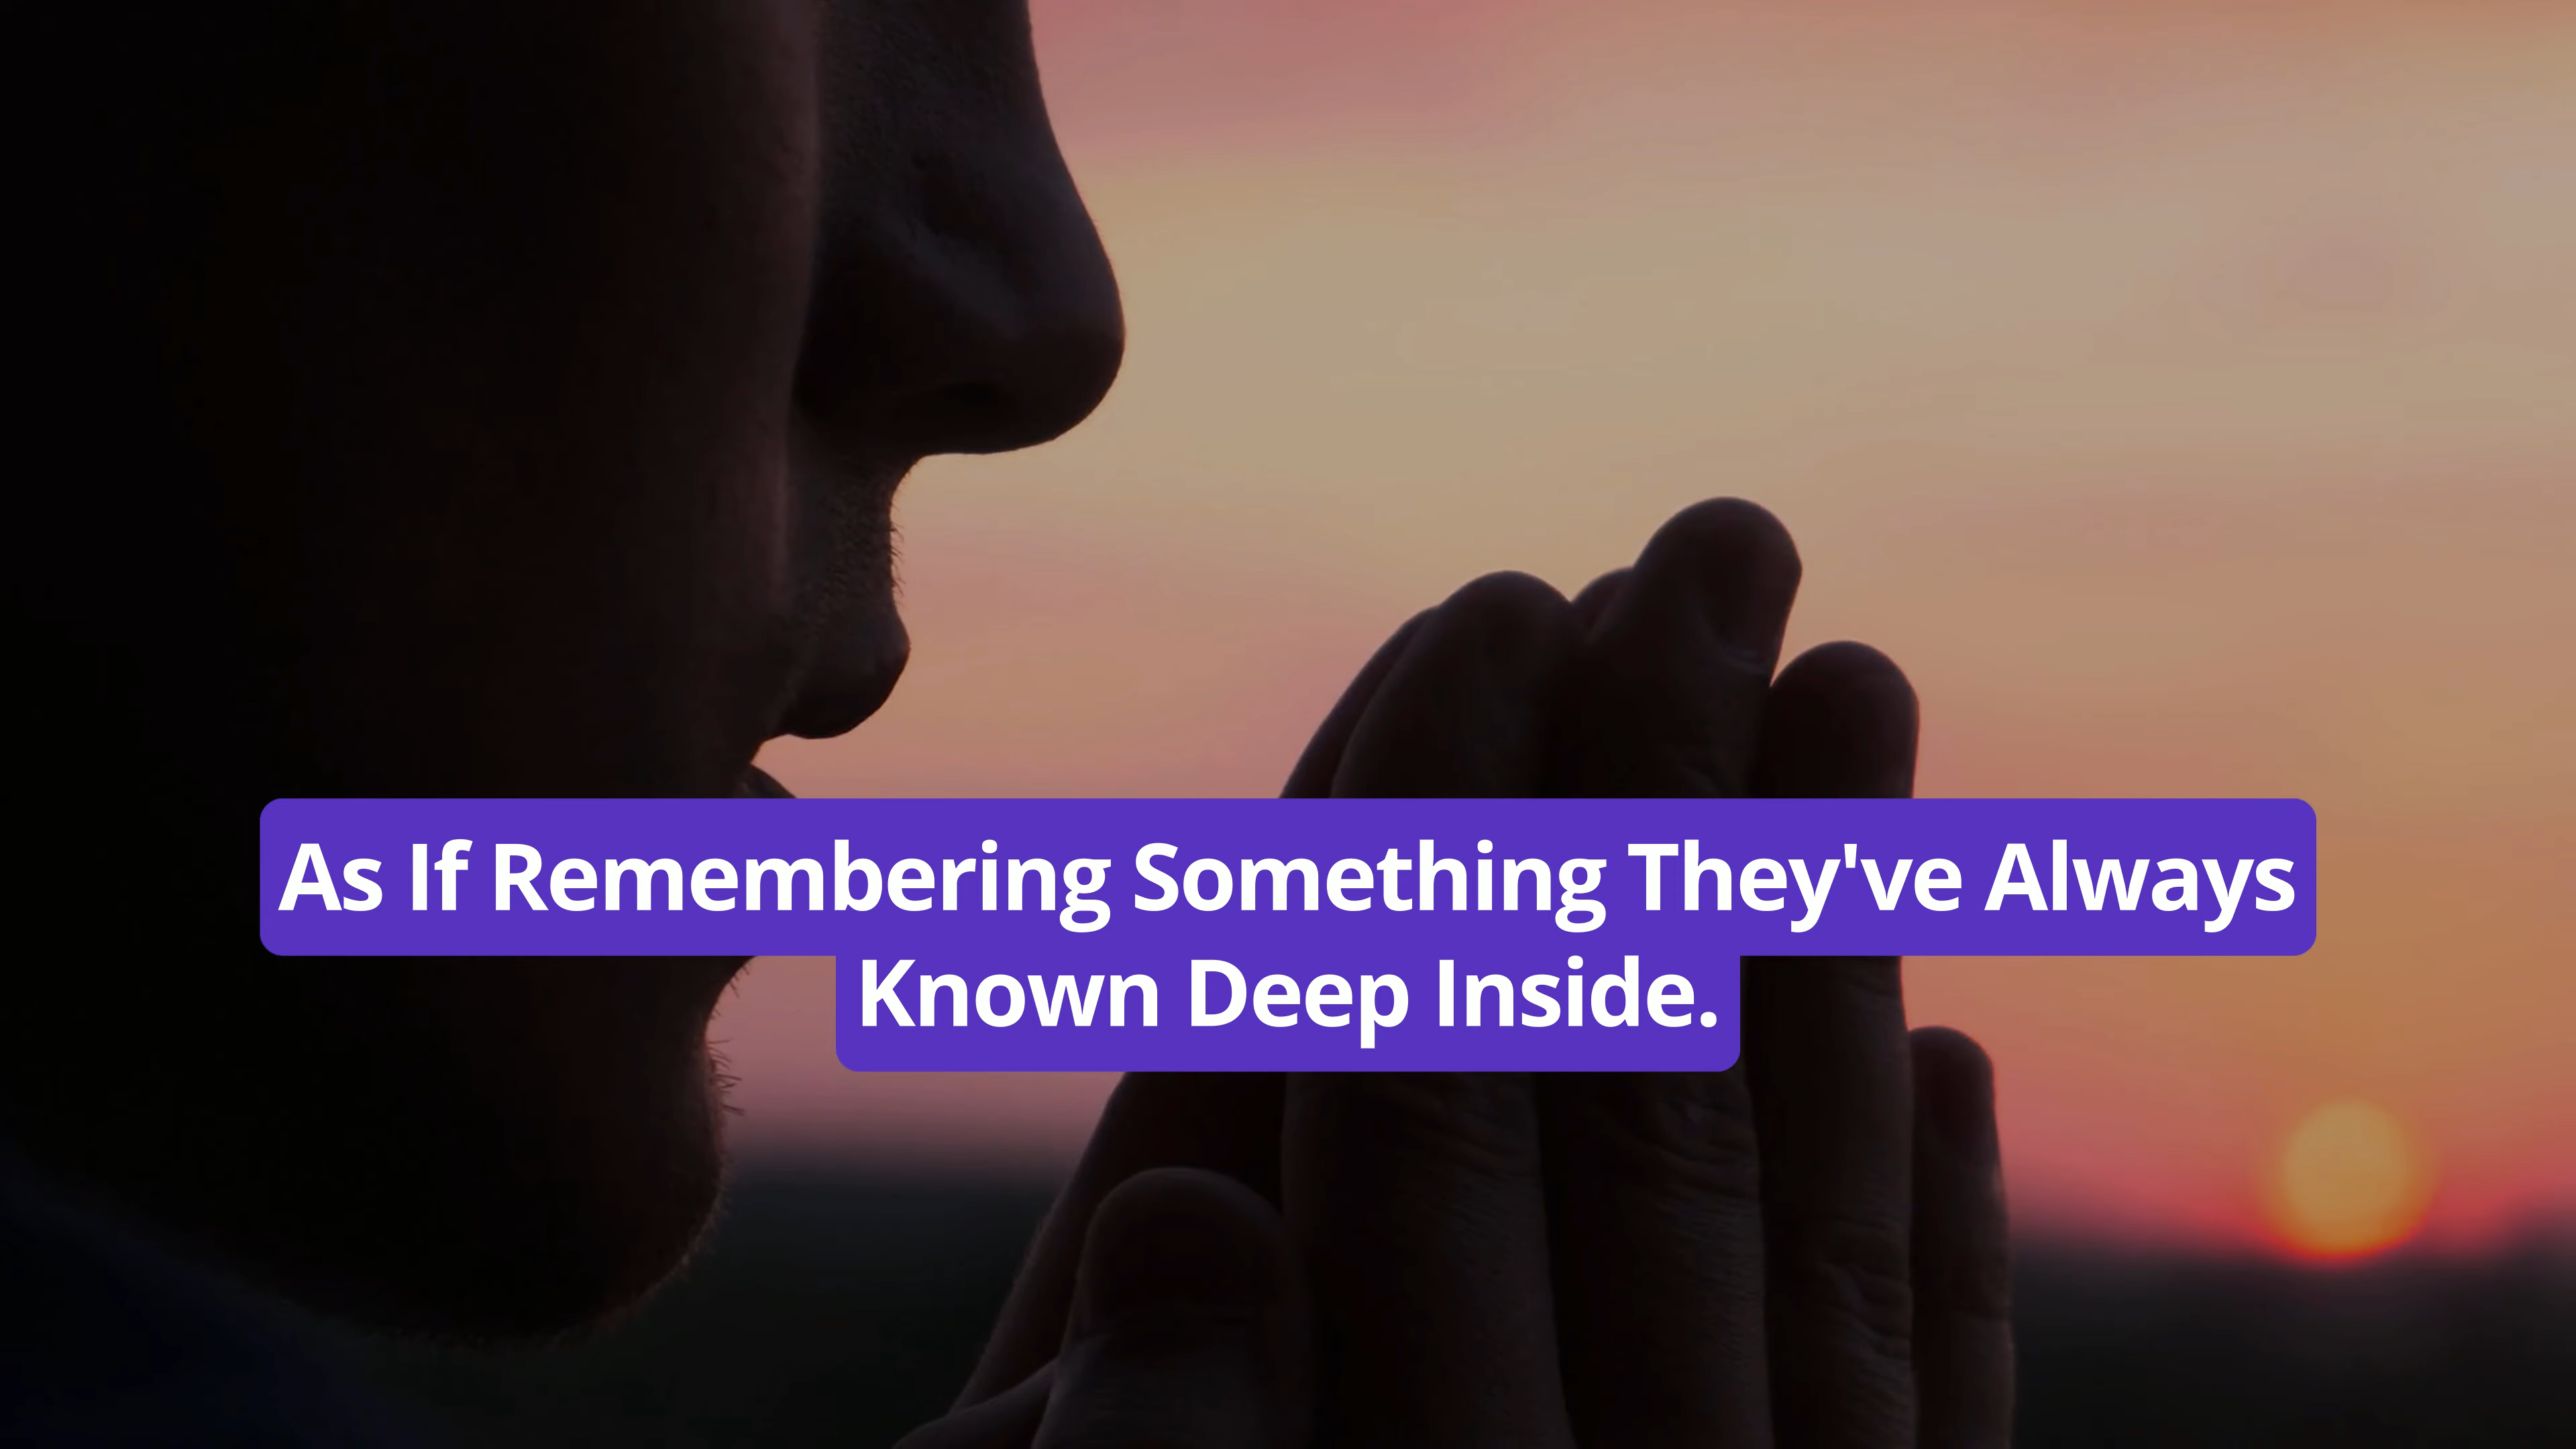 As If Remembering Something They've Always
Known Deep Inside.